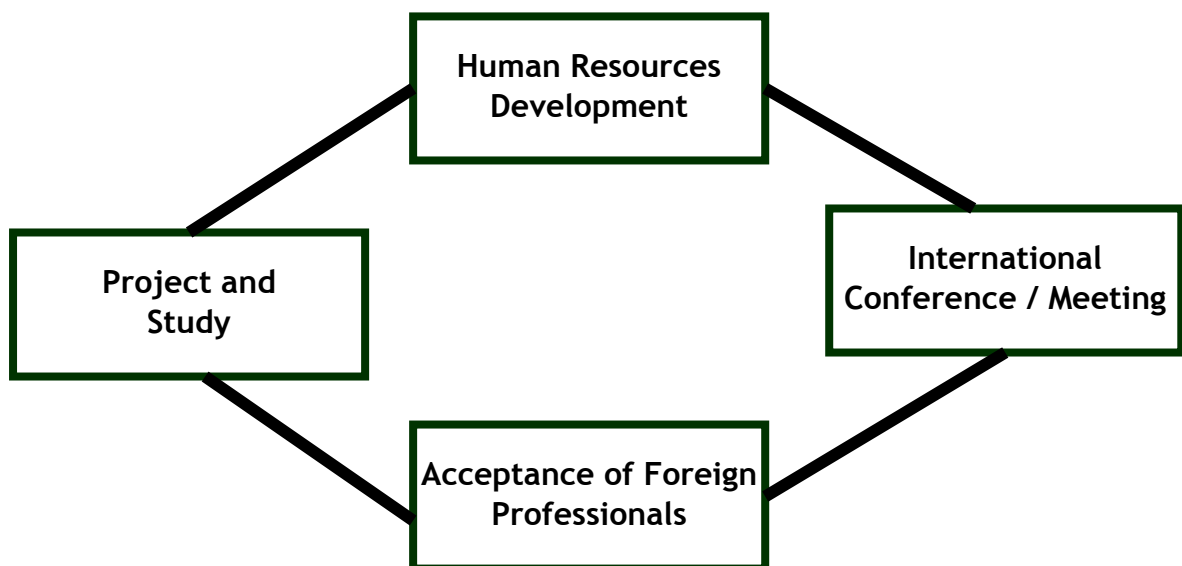 Human Resources
Development
Project and
Study
International
Conference / Meeting
Acceptance of Foreign
Professionals